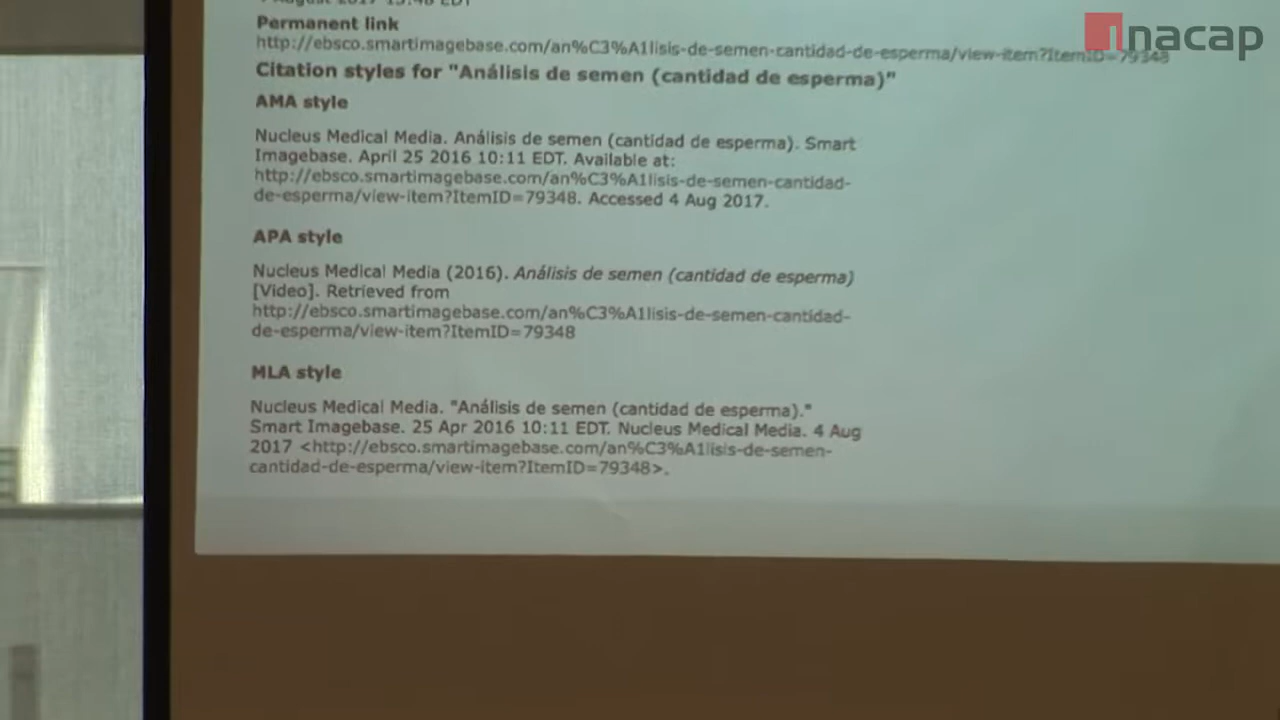 Permanent link
http://ebsco.smartimagebase.com/an%C3%A1lisis-de-semen-cantidad-de-esperma/view-item?ItemID=79348
Citation styles for "Análisis de semen (cantidad de esperma)"
AMA style
Nucleus Medical Media. Análisis de semen (cantidad de esperma). Smart
Imagebase. April 25 2016 10:11 EDT. Available at:
http://ebsco.smartimagebase.com/an%C3%A1lisis-de-semen-cantidad-
de-esperma/view-item?ItemID=79348. Accessed 4 Aug 2017.
APA style
Nucleus Medical Media (2016). Análisis de semen (cantidad de esperma)
[Video]. Retrieved from
http://ebsco.smartimagebase.com/an%C3%A1lisis-de-semen-cantidad-
de-esperma/view-item?ItemID=79348
MLA style
Nucleus Medical Media. "Análisis de semen (cantidad de esperma)."
Smart Imagebase. 25 Apr 2016 10:11 EDT. Nucleus Medical Media. 4 Aug
2017 <http://ebsco.smartimagebase.com/an%C3%A1lisis-de-semen-
cantidad-de-esperma/view-item?ItemID=79348>.
inacap